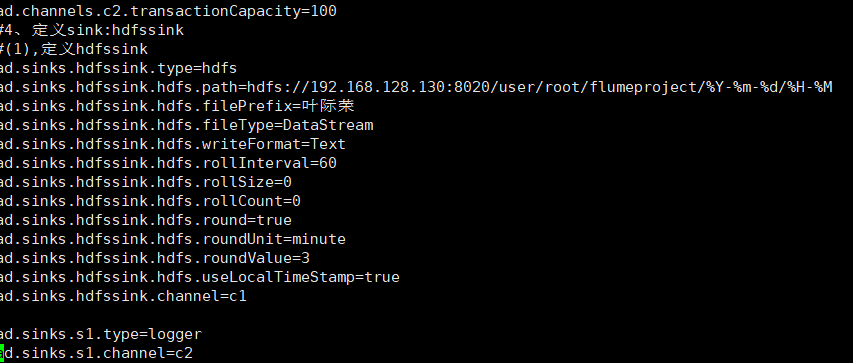 ad.channels.c2.transactionCapacity=100
#4、定义sink:hdfssink
#(1),定义hdfssink
ad.sinks.hdfssink.type=hdfs
ad.sinks.hdfssink.hdfs.path=hdfs://192.168.128.130:8020/user/root/flumeproject/%Y-%m-%d/%H-%M
ad.sinks.hdfssink.hdfs.filePrefix=叶际荣
ad.sinks.hdfssink.hdfs.fileType=DataStream
ad.sinks.hdfssink.hdfs.writeFormat=Text
ad.sinks.hdfssink.hdfs.rollInterval=60
ad.sinks.hdfssink.hdfs.rollSize=0
ad.sinks.hdfssink.hdfs.rollCount=0
ad.sinks.hdfssink.hdfs.round=true
ad.sinks.hdfssink.hdfs.roundUnit=minute
ad.sinks.hdfssink.hdfs.roundValue=3
ad.sinks.hdfssink.hdfs.useLocalTimeStamp=true
ad.sinks.hdfssink.channel=c1
ad.sinks.s1.type=logger
ad.sinks.s1.channel=c2